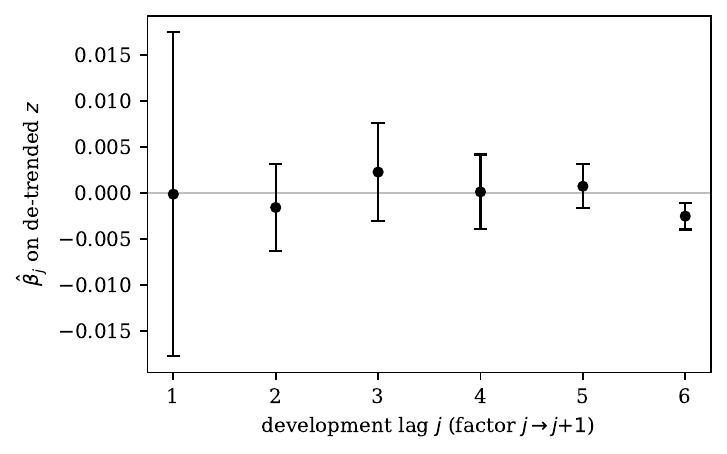 0.015
0.010
0.005
0.000
−0.005
−0.010
−0.015
β̂ⱼ on de-trended z
1 2 3 4 5 6
development lag j (factor j→j+1)